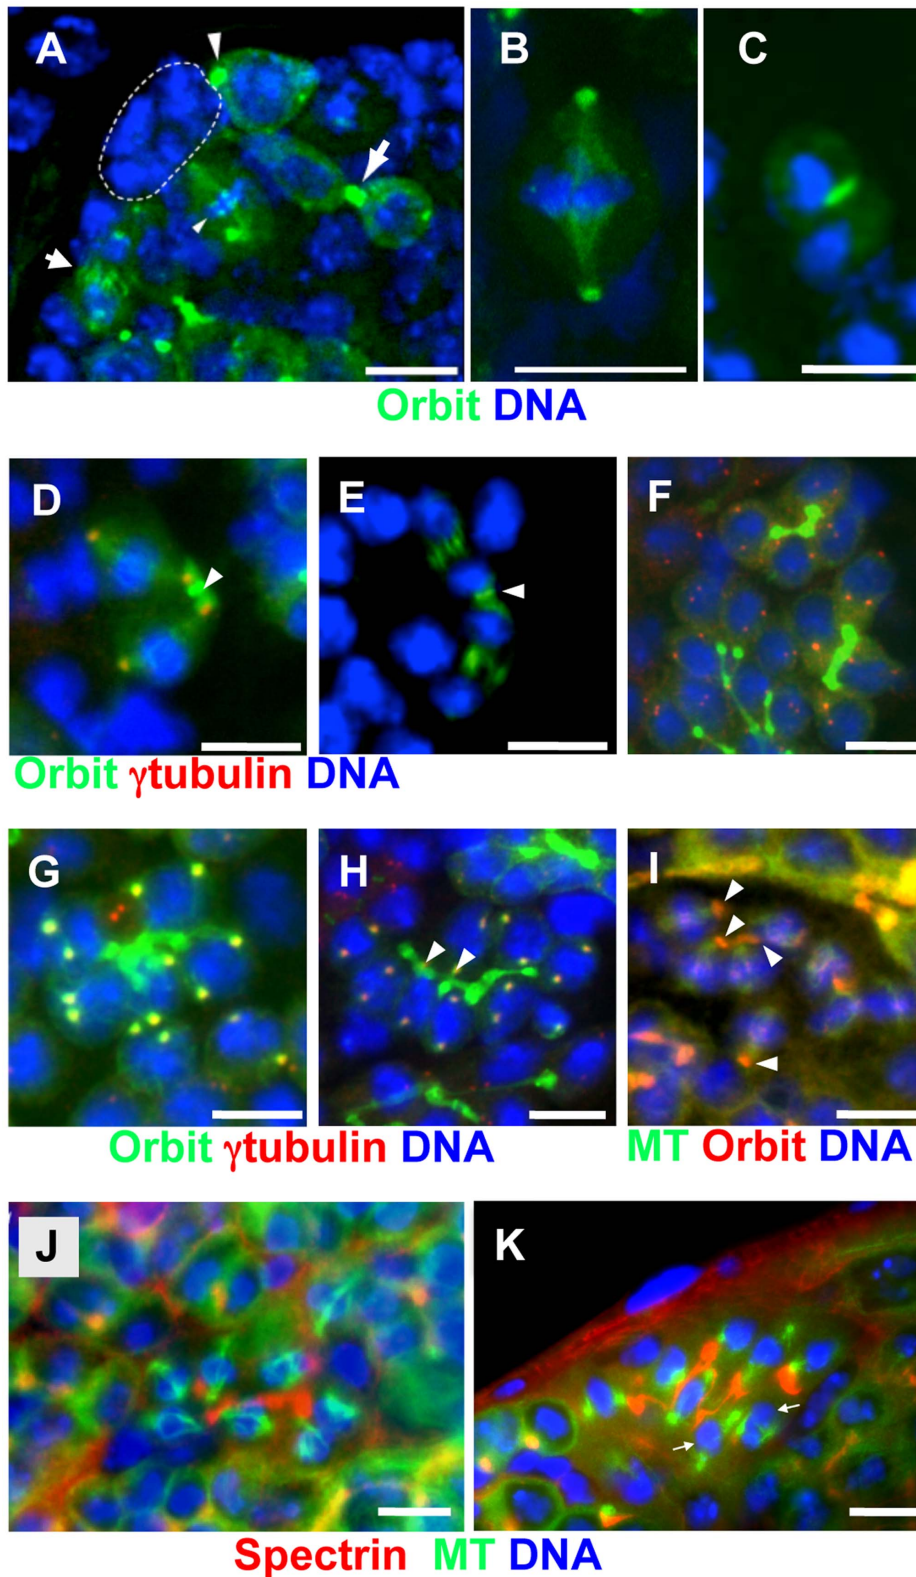 A B C
Orbit DNA
D E F
Orbit γtubulin DNA
G H I
Orbit γtubulin DNA MT Orbit DNA
J K
Spectrin MT DNA